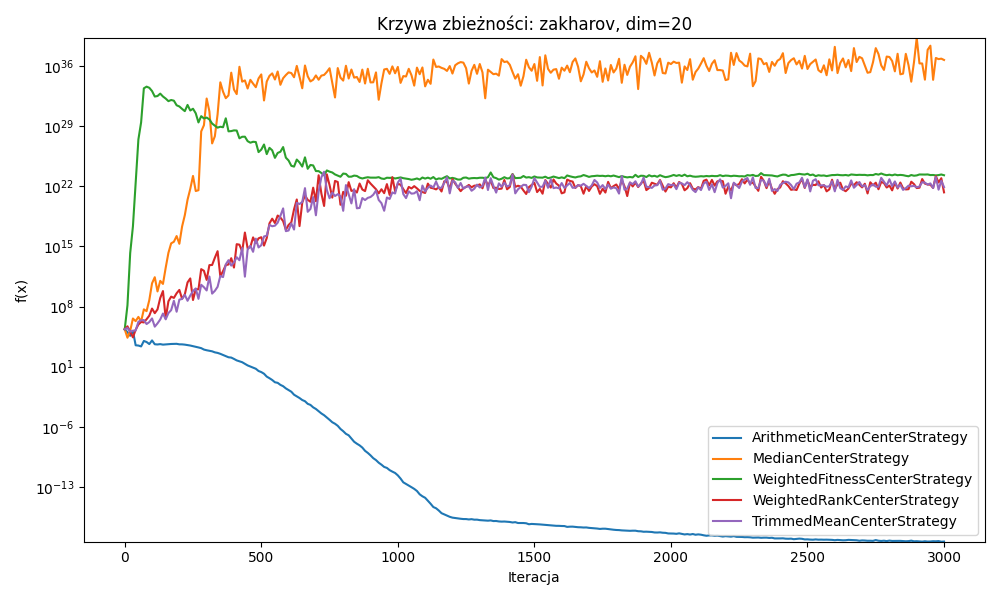 Krzywa zbieżności: zakharov, dim=20
f(x)
10^36
10^29
10^22
10^15
10^8
10^1
10^-6
10^-13
ArithmeticMeanCenterStrategy
MedianCenterStrategy
WeightedFitnessCenterStrategy
WeightedRankCenterStrategy
TrimmedMeanCenterStrategy
0 500 1000 1500 2000 2500 3000
Iteracja